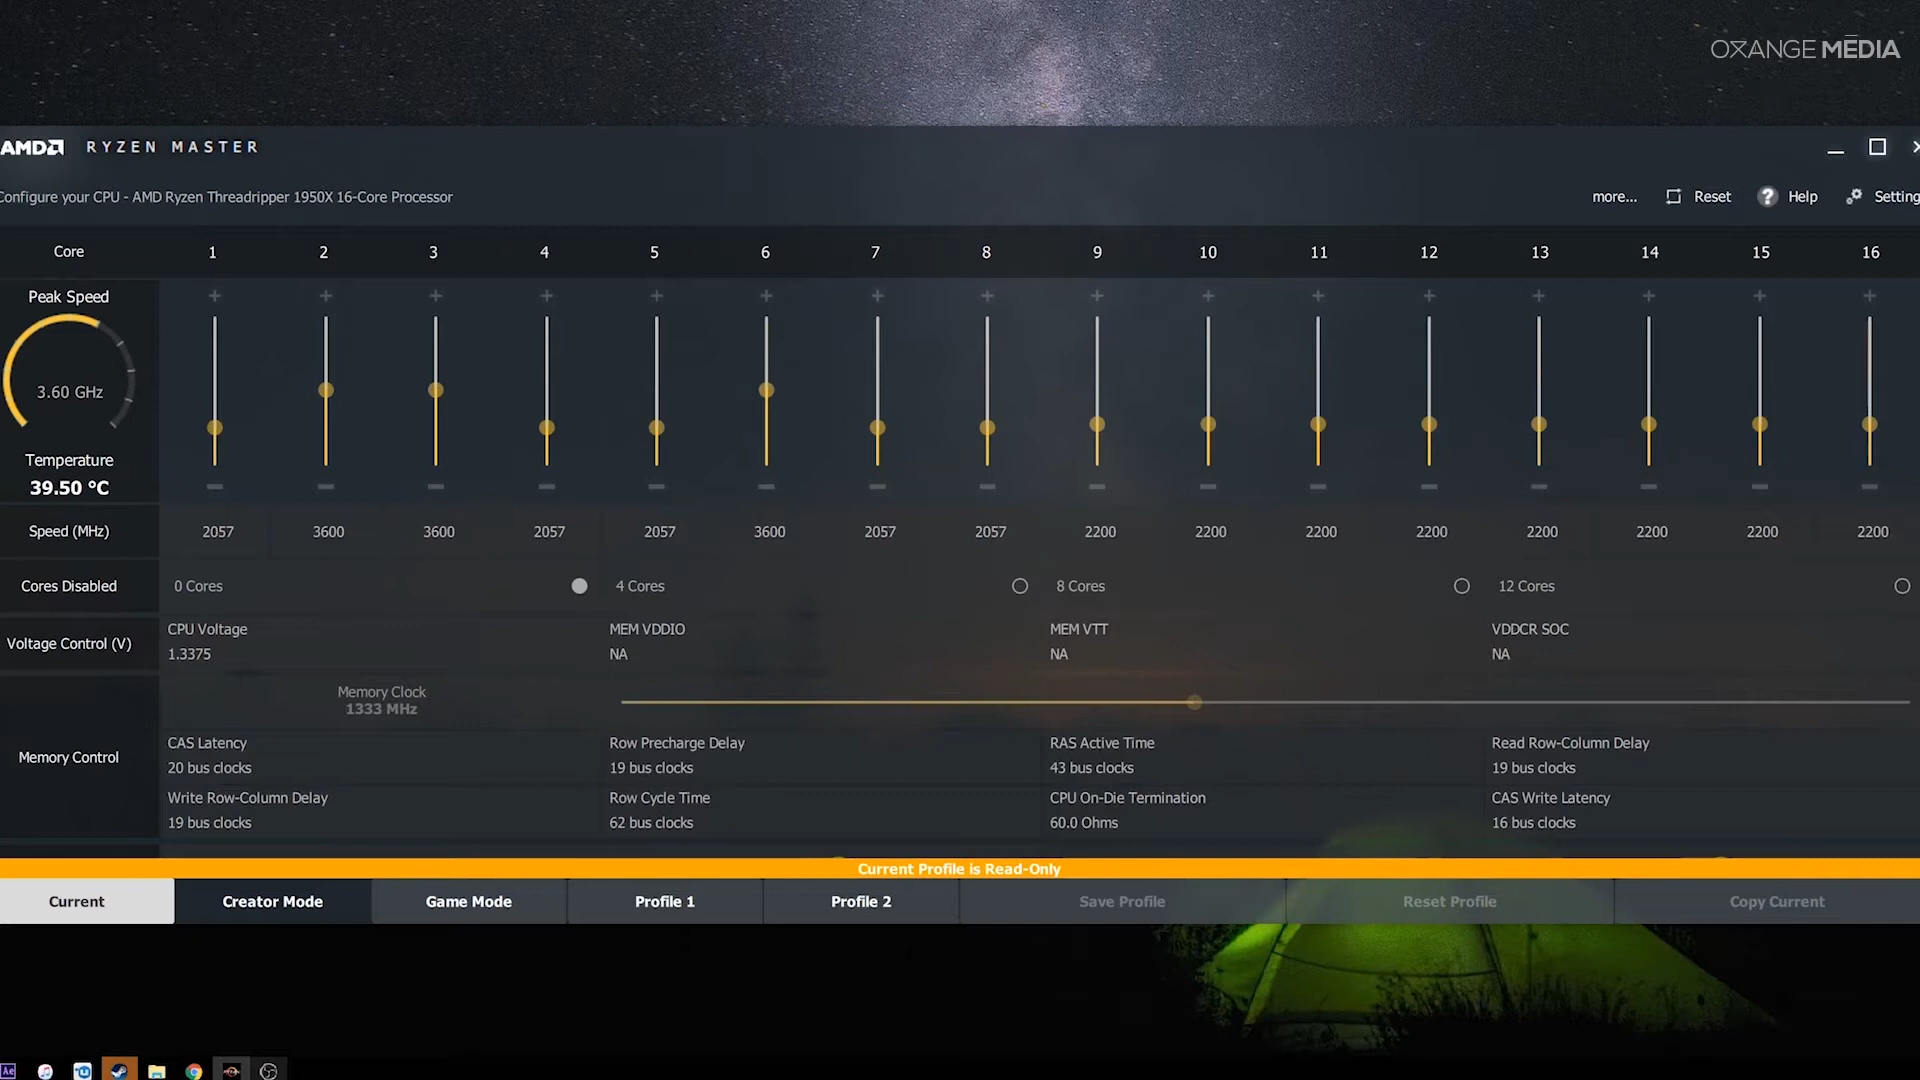 OXANGE MEDIA
AMD RYZEN MASTER
Configure your CPU - AMD Ryzen Threadripper 1950X 16-Core Processor
more... Reset ? Help Setting
Core 1 2 3 4 5 6 7 8 9 10 11 12 13 14 15 16
Peak Speed
3.60 GHz
Temperature
39.50 °C
Speed (MHz) 2057 3600 3600 2057 2057 3600 2057 2057 2200 2200 2200 2200 2200 2200 2200 2200
Cores Disabled 0 Cores 4 Cores 8 Cores 12 Cores
Voltage Control (V)
CPU Voltage MEM VDDIO MEM VTT VDDCR SOC
1.3375 NA NA NA
Memory Clock
1333 MHz
Memory Control
CAS Latency Row Precharge Delay RAS Active Time Read Row-Column Delay
20 bus clocks 19 bus clocks 43 bus clocks 19 bus clocks
Write Row-Column Delay Row Cycle Time CPU On-Die Termination CAS Write Latency
19 bus clocks 62 bus clocks 60.0 Ohms 16 bus clocks
Current Profile is Read-Only
Current Creator Mode Game Mode Profile 1 Profile 2 Save Profile Reset Profile Copy Current
Ae